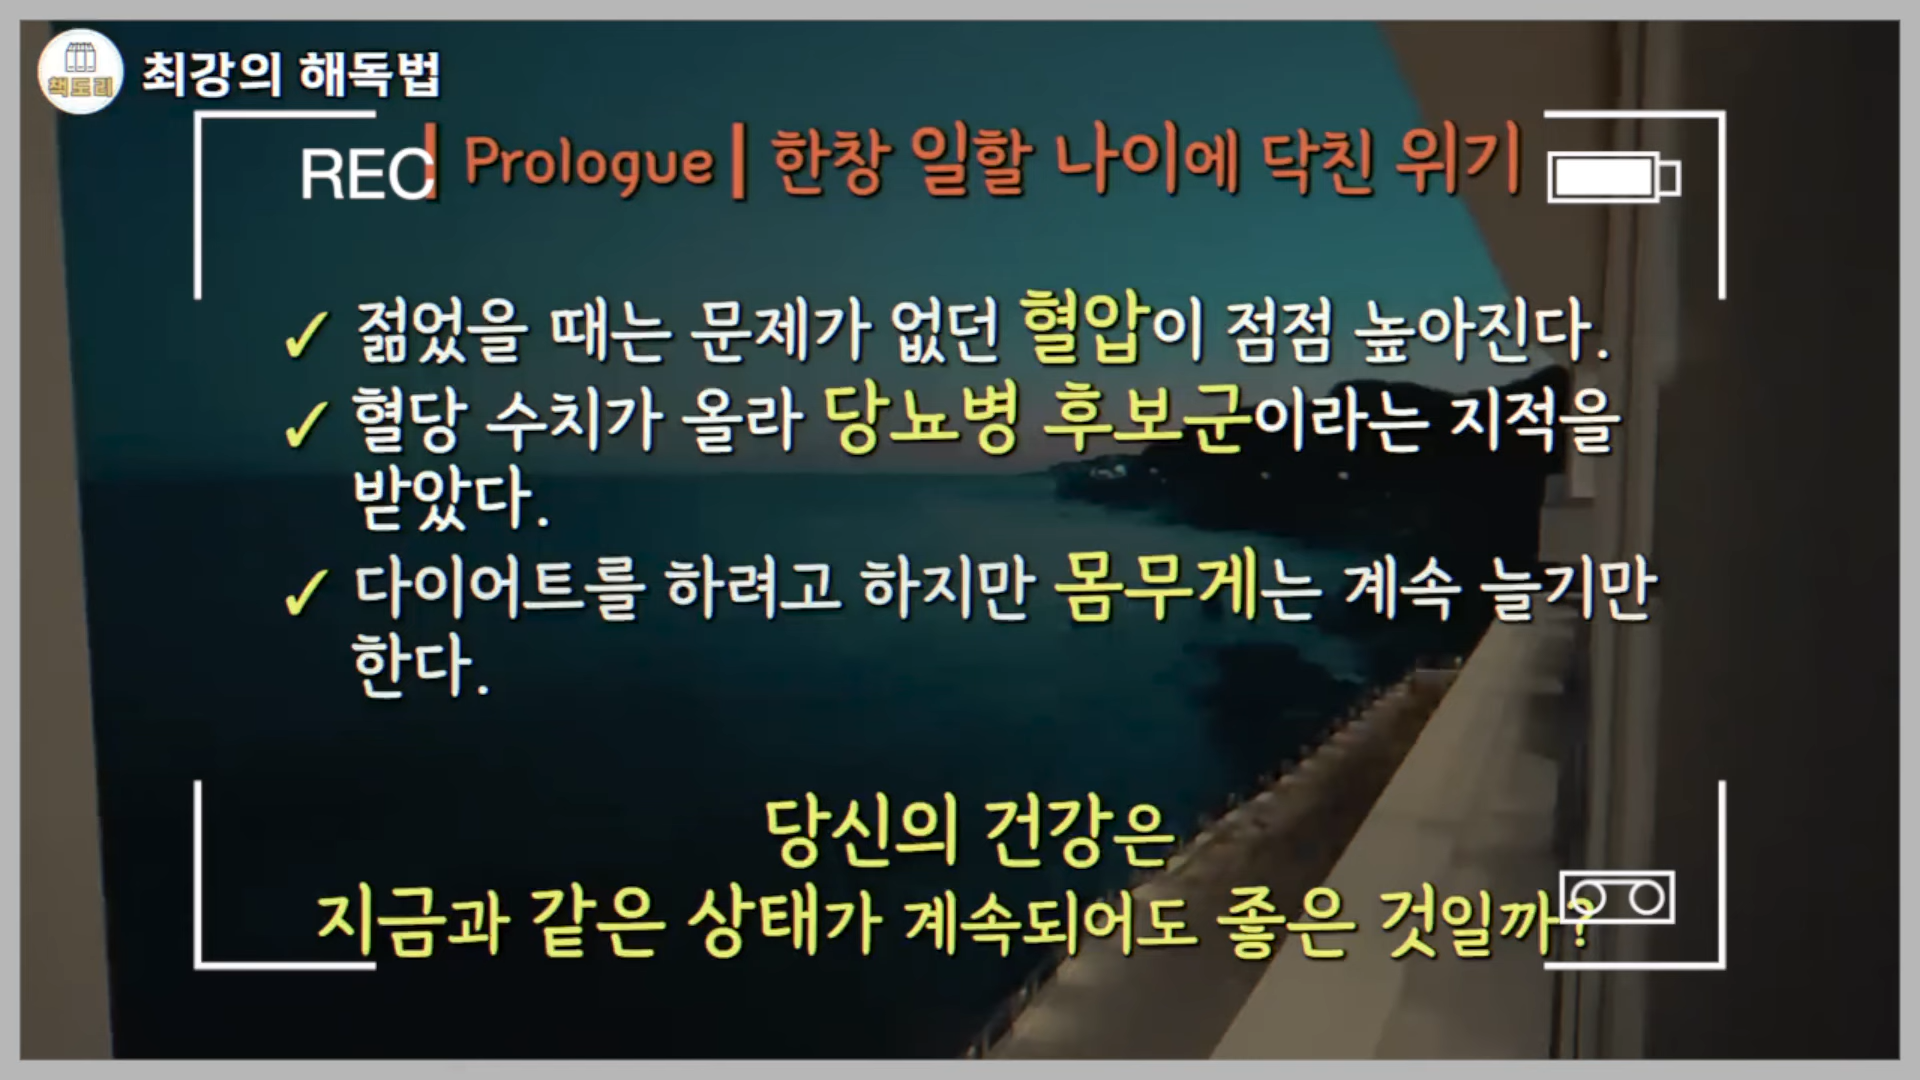 책도리
최강의 해독법
REC
| Prologue | 한창 일할 나이에 닥친 위기
✓ 젊었을 때는 문제가 없던 혈압이 점점 높아진다.
✓ 혈당 수치가 올라 당뇨병 후보군이라는 지적을
받았다.
✓ 다이어트를 하려고 하지만 몸무게는 계속 늘기만
한다.
당신의 건강은
지금과 같은 상태가 계속되어도 좋은 것일까?